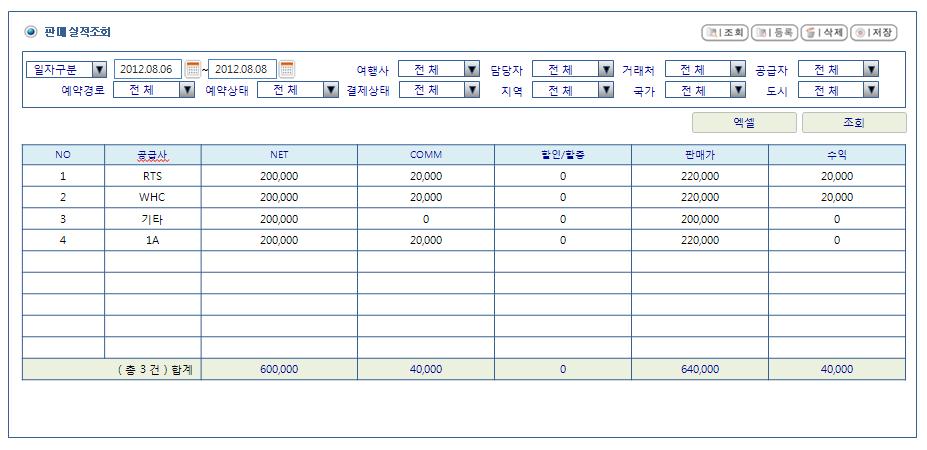 판매 실적조회
조회 등록 삭제 저장
일자구분 2012.08.06 ~ 2012.08.08 여행사 전 체 담당자 전 체 거래처 전 체 공급자 전 체
예약경로 전 체 예약상태 전 체 결제상태 전 체 지역 전 체 국가 전 체 도시 전 체
엑셀 조회
NO 공급사 NET COMM 할인/할증 판매가 수익
1 RTS 200,000 20,000 0 220,000 20,000
2 WHC 200,000 20,000 0 220,000 20,000
3 기타 200,000 0 0 200,000 0
4 1A 200,000 20,000 0 220,000 0
( 총 3 건 ) 합계 600,000 40,000 0 640,000 40,000